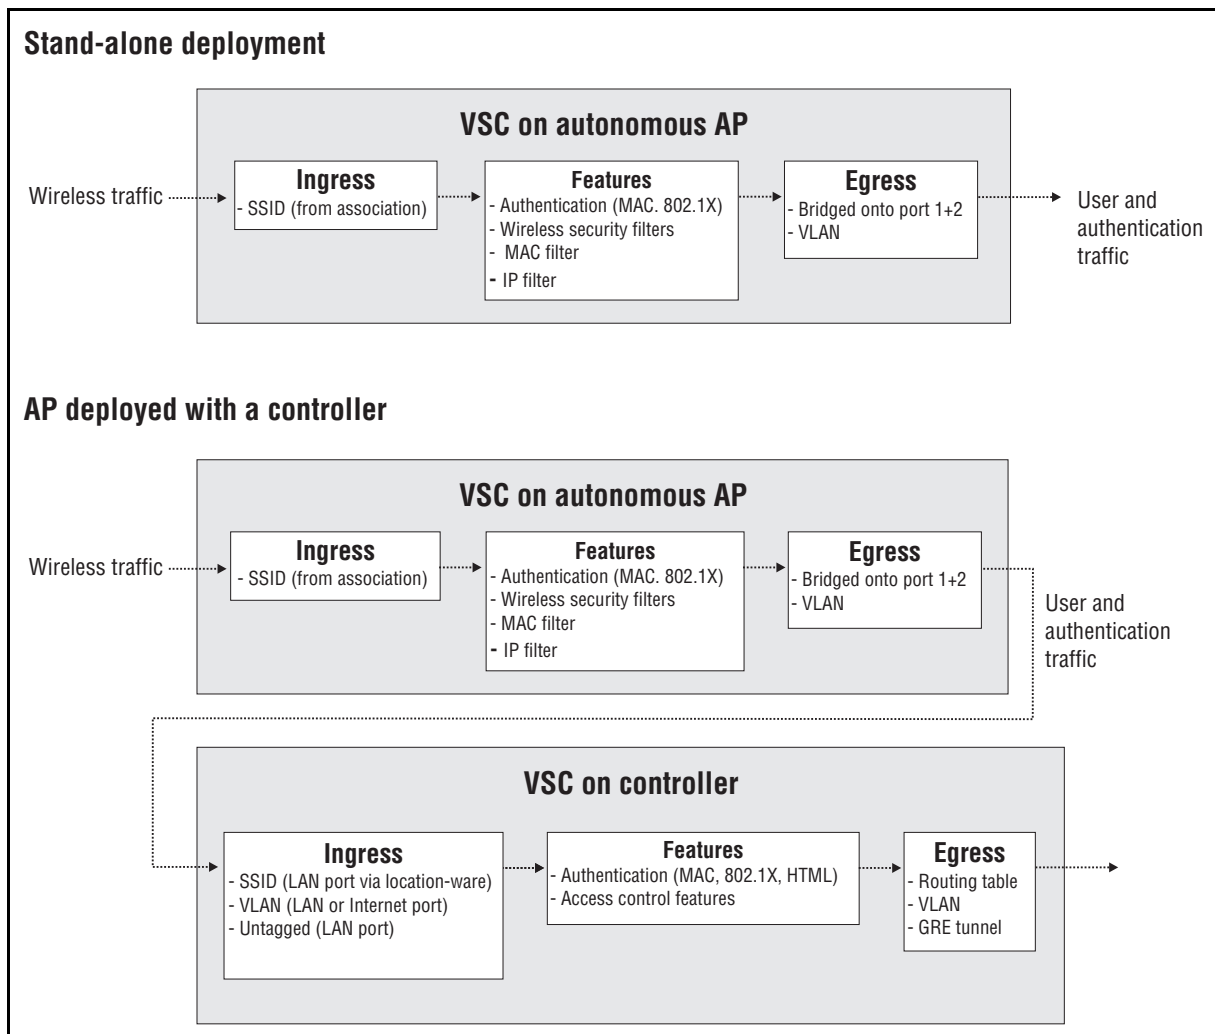 Stand-alone deployment
VSC on autonomous AP
Wireless traffic
Ingress
- SSID (from association)
Features
- Authentication (MAC. 802.1X)
- Wireless security filters
- MAC filter
- IP filter
Egress
- Bridged onto port 1+2
- VLAN
User and
authentication
traffic
AP deployed with a controller
VSC on autonomous AP
Wireless traffic
Ingress
- SSID (from association)
Features
- Authentication (MAC. 802.1X)
- Wireless security filters
- MAC filter
- IP filter
Egress
- Bridged onto port 1+2
- VLAN
User and
authentication
traffic
VSC on controller
Ingress
- SSID (LAN port via location-ware)
- VLAN (LAN or Internet port)
- Untagged (LAN port)
Features
- Authentication (MAC, 802.1X, HTML)
- Access control features
Egress
- Routing table
- VLAN
- GRE tunnel